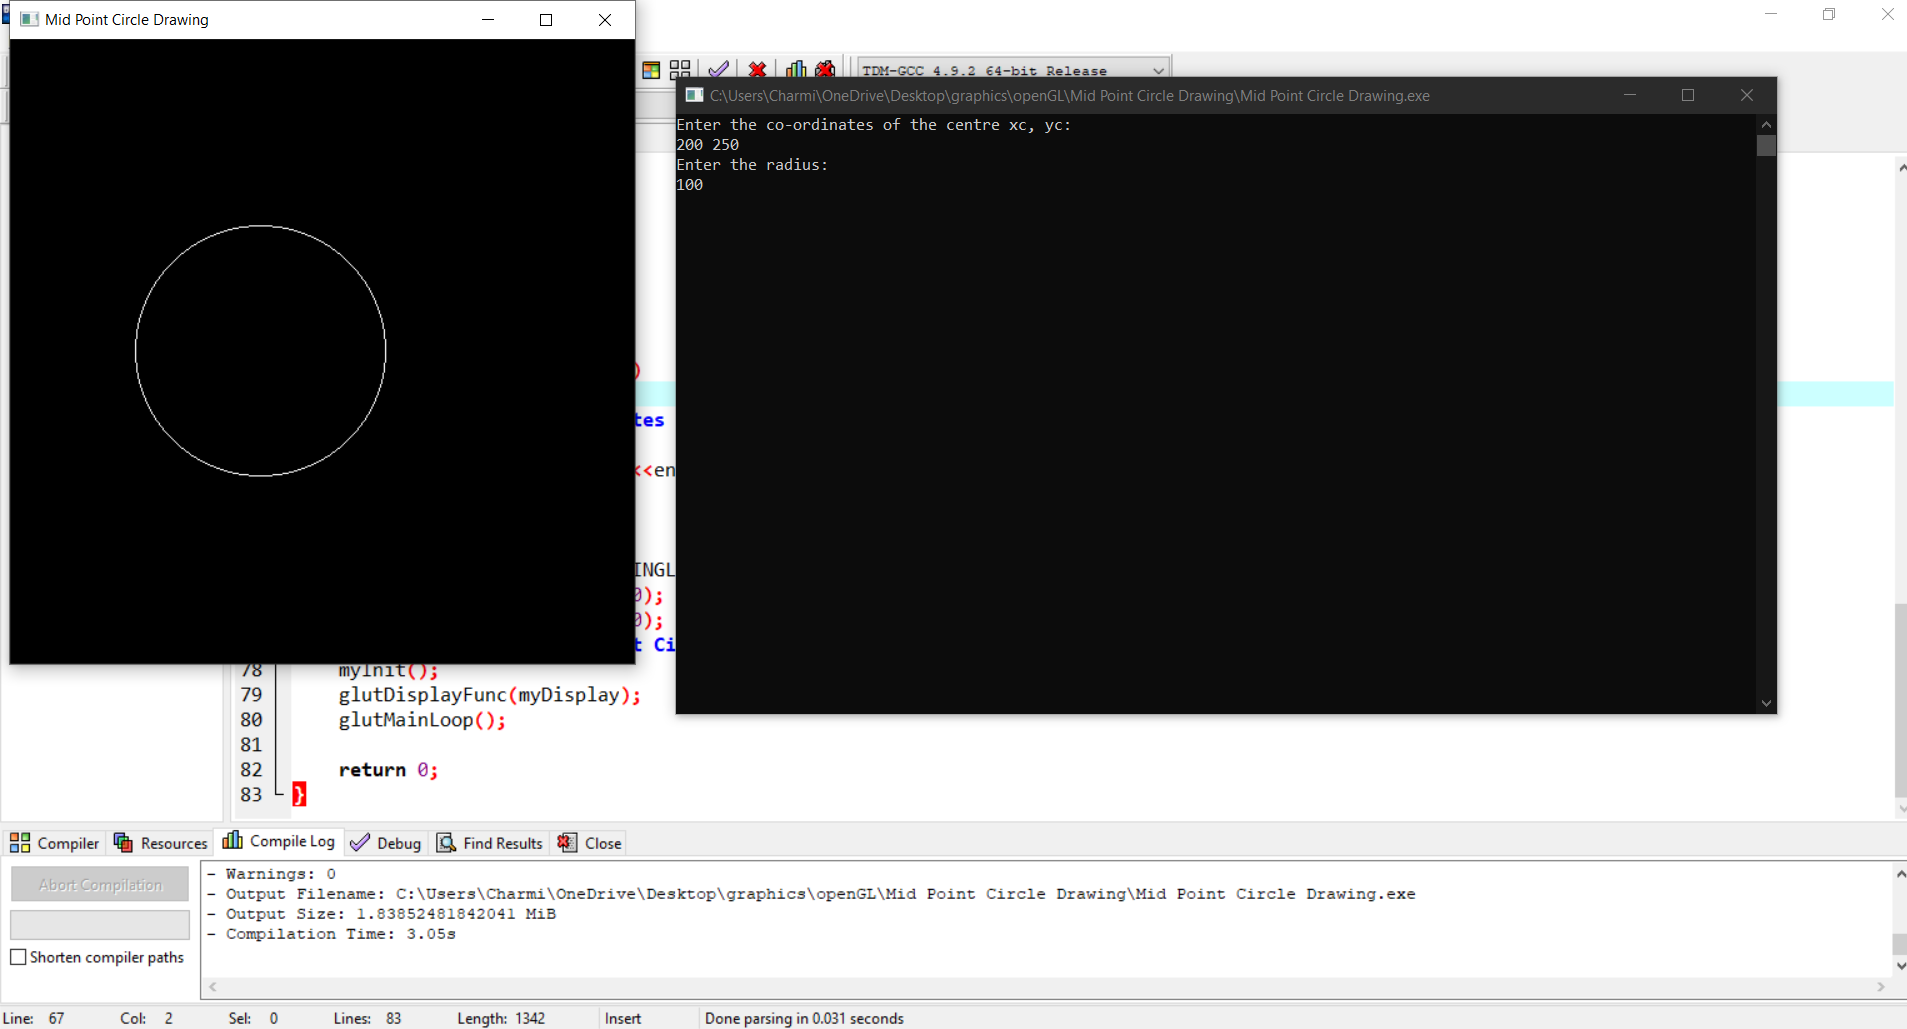 Mid Point Circle Drawing
TDM-GCC 4.9.2 64-bit Release
C:\Users\Charmi\OneDrive\Desktop\graphics\openGL\Mid Point Circle Drawing\Mid Point Circle Drawing.exe
Enter the co-ordinates of the centre xc, yc:
200 250
Enter the radius:
100
)
tes
<<en
INGL
0);
0);
t Ci
78 myInit();
79 glutDisplayFunc(myDisplay);
80 glutMainLoop();
81
82 return 0;
83 }
Compiler Resources Compile Log Debug Find Results Close
Abort Compilation
Shorten compiler paths
- Warnings: 0
- Output Filename: C:\Users\Charmi\OneDrive\Desktop\graphics\openGL\Mid Point Circle Drawing\Mid Point Circle Drawing.exe
- Output Size: 1.83852481842041 MiB
- Compilation Time: 3.05s
Line: 67 Col: 2 Sel: 0 Lines: 83 Length: 1342 Insert Done parsing in 0.031 seconds